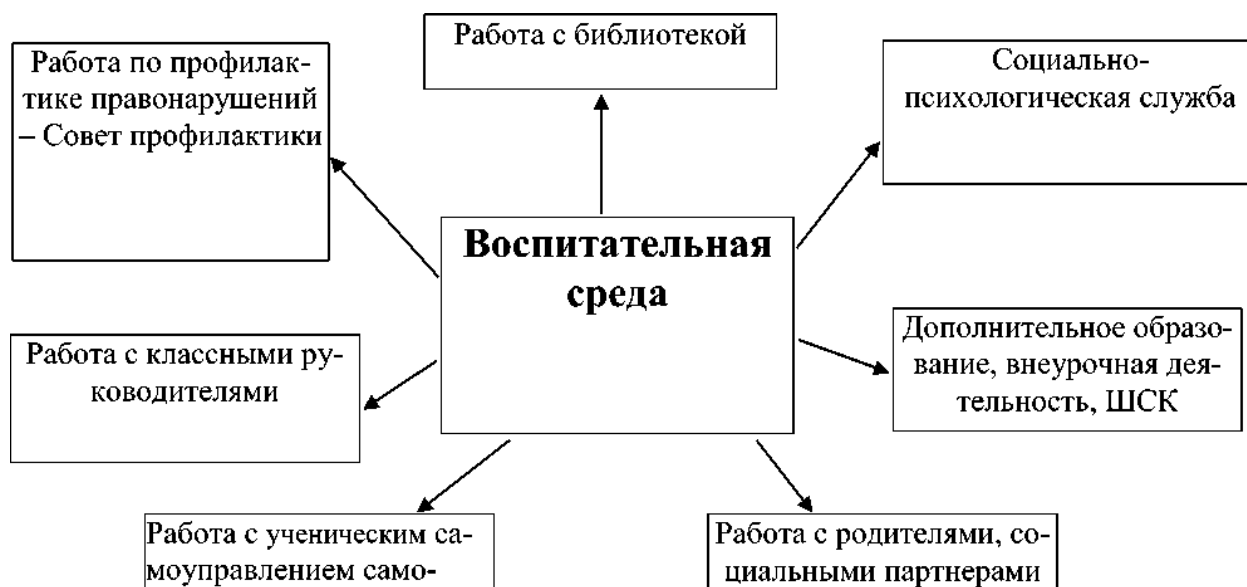 Работа с библиотекой
Работа по профилак-
тике правонарушений
– Совет профилактики
Социально-
психологическая служба
Воспитательная
среда
Работа с классными ру-
ководителями
Дополнительное образо-
вание, внеурочная дея-
тельность, ШСК
Работа с ученическим са-
моуправлением само-
Работа с родителями, со-
циальными партнерами